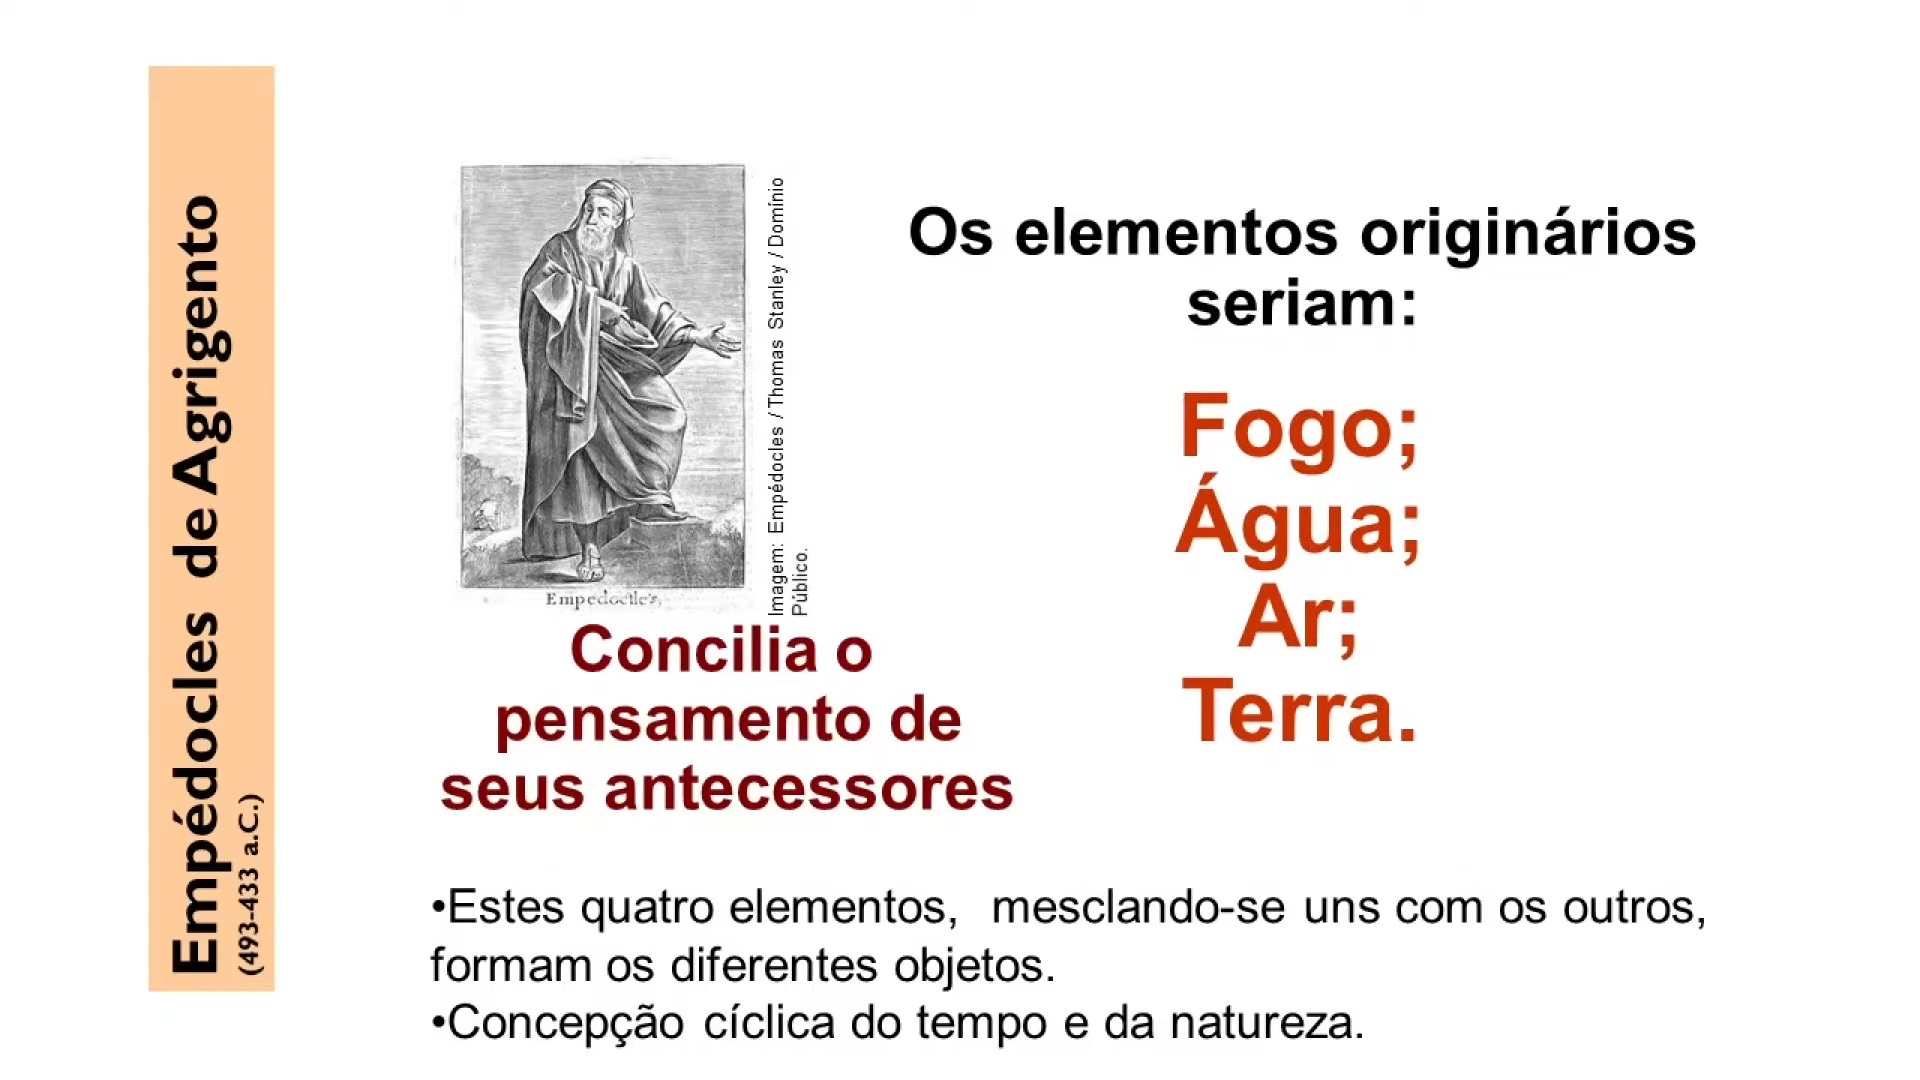 Empédocles de Agrigento
(493-433 a.C.)
Empedocles.
Imagem: Empédocles / Thomas Stanley / Domínio
Público.
Concilia o
pensamento de
seus antecessores
Os elementos originários
seriam:
Fogo;
Água;
Ar;
Terra.
•Estes quatro elementos, mesclando-se uns com os outros,
formam os diferentes objetos.
•Concepção cíclica do tempo e da natureza.